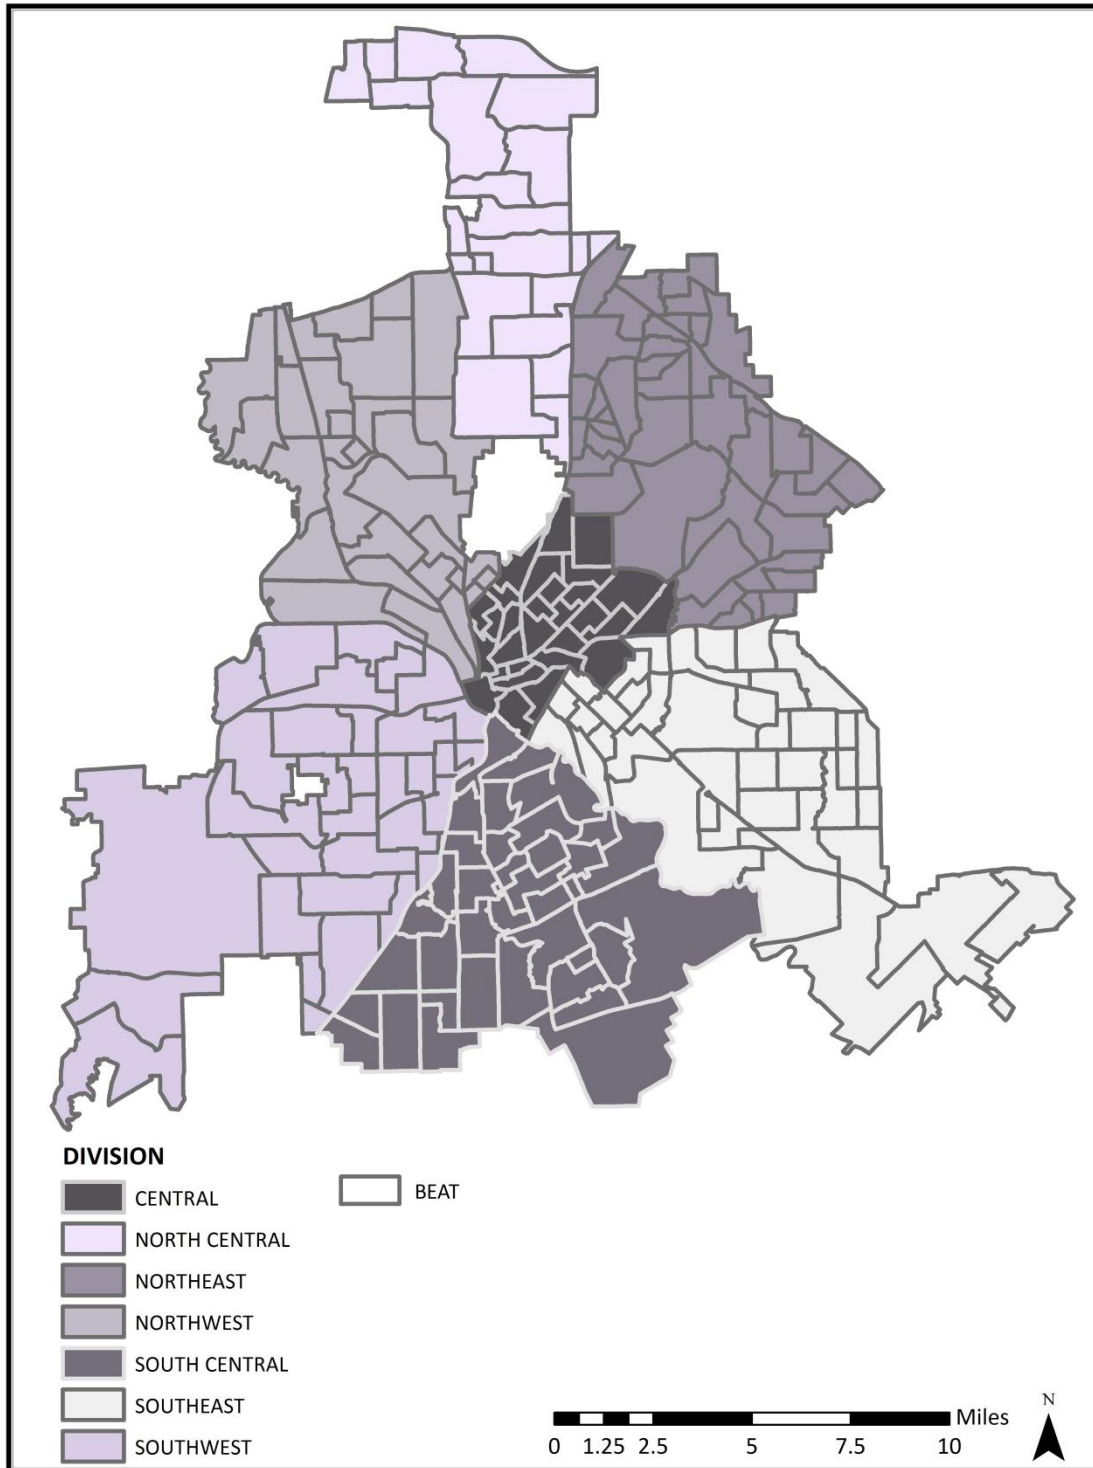 DIVISION
CENTRAL
NORTH CENTRAL
NORTHEAST
NORTHWEST
SOUTH CENTRAL
SOUTHEAST
SOUTHWEST
BEAT
N
Miles
0 1.25 2.5 5 7.5 10